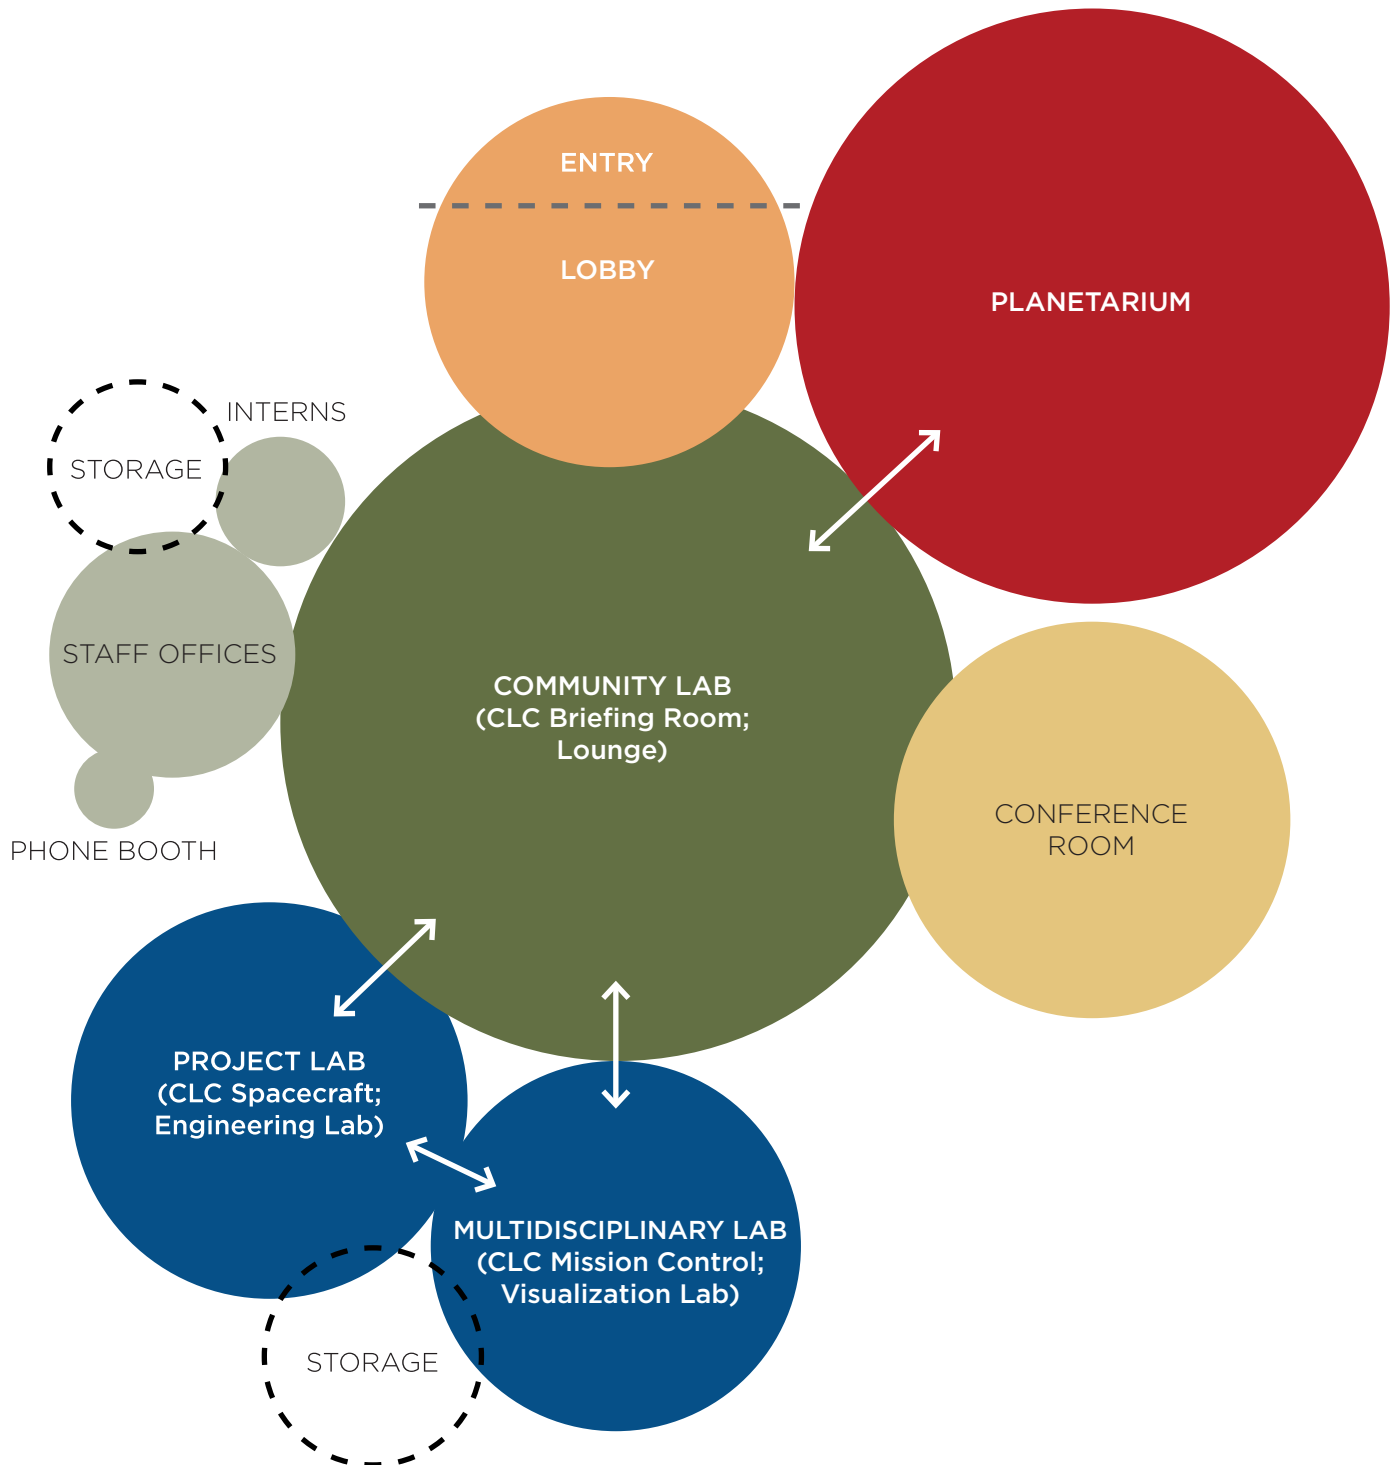 ENTRY
LOBBY
PLANETARIUM
INTERNS
STORAGE
STAFF OFFICES
COMMUNITY LAB
(CLC Briefing Room;
Lounge)
CONFERENCE
ROOM
PHONE BOOTH
PROJECT LAB
(CLC Spacecraft;
Engineering Lab)
MULTIDISCIPLINARY LAB
(CLC Mission Control;
Visualization Lab)
STORAGE